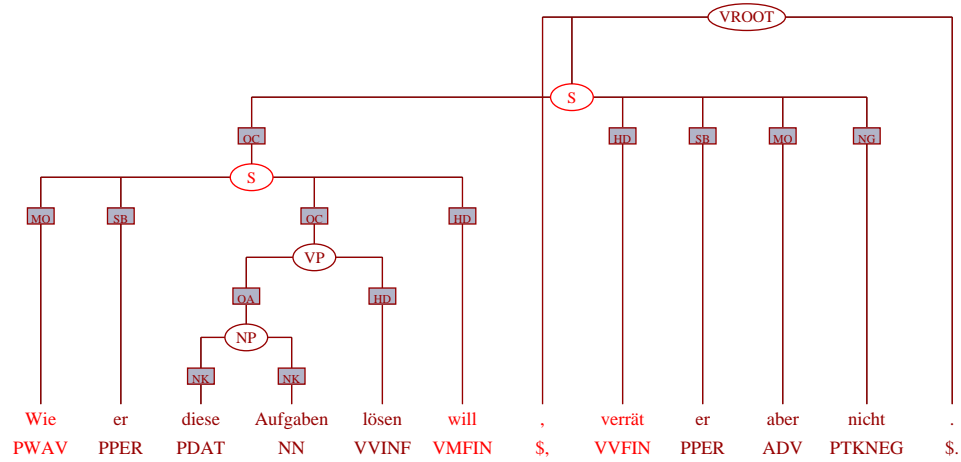 VROOT
S
OC HD SB MO NG
S
MO SB OC HD
VP
OA HD
NP
NK NK
Wie er diese Aufgaben lösen will , verrät er aber nicht .
PWAV PPER PDAT NN VVINF VMFIN $, VVFIN PPER ADV PTKNEG $.